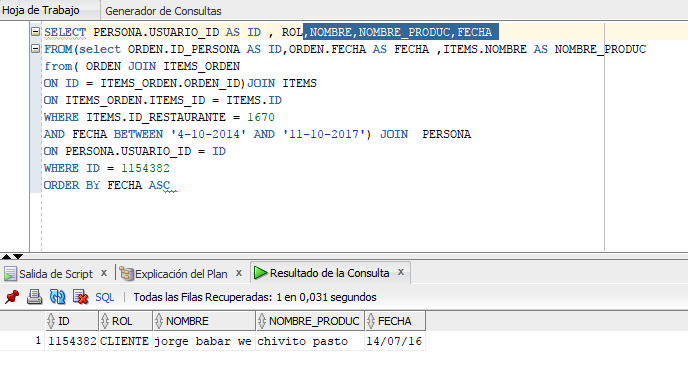 Hoja de Trabajo Generador de Consultas
SELECT PERSONA.USUARIO_ID AS ID , ROL,NOMBRE,NOMBRE_PRODUC,FECHA
FROM(select ORDEN.ID_PERSONA AS ID,ORDEN.FECHA AS FECHA ,ITEMS.NOMBRE AS NOMBRE_PRODUC
from( ORDEN JOIN ITEMS_ORDEN
ON ID = ITEMS_ORDEN.ORDEN_ID)JOIN ITEMS
ON ITEMS_ORDEN.ITEMS_ID = ITEMS.ID
WHERE ITEMS.ID_RESTAURANTE = 1670
AND FECHA BETWEEN '4-10-2014' AND '11-10-2017') JOIN  PERSONA
ON PERSONA.USUARIO_ID = ID
WHERE ID = 1154382
ORDER BY FECHA ASC
Salida de Script x Explicación del Plan x Resultado de la Consulta x
SQL | Todas las Filas Recuperadas: 1 en 0,031 segundos
ID ROL NOMBRE NOMBRE_PRODUC FECHA
1 1154382 CLIENTE jorge babar we chivito pasto 14/07/16